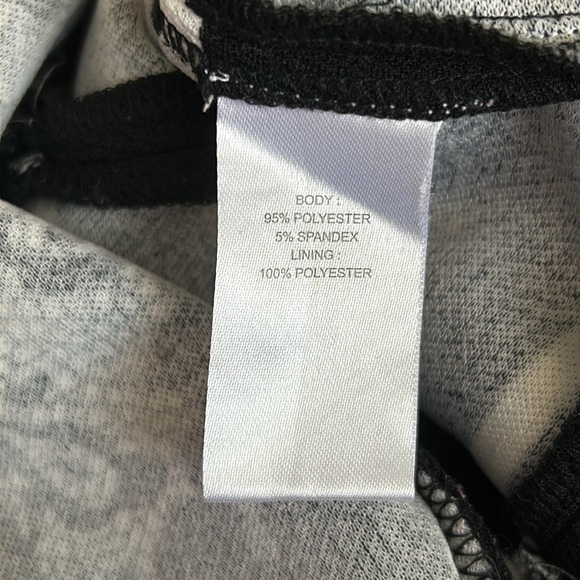 BODY :
95% POLYESTER
5% SPANDEX
LINING :
100% POLYESTER